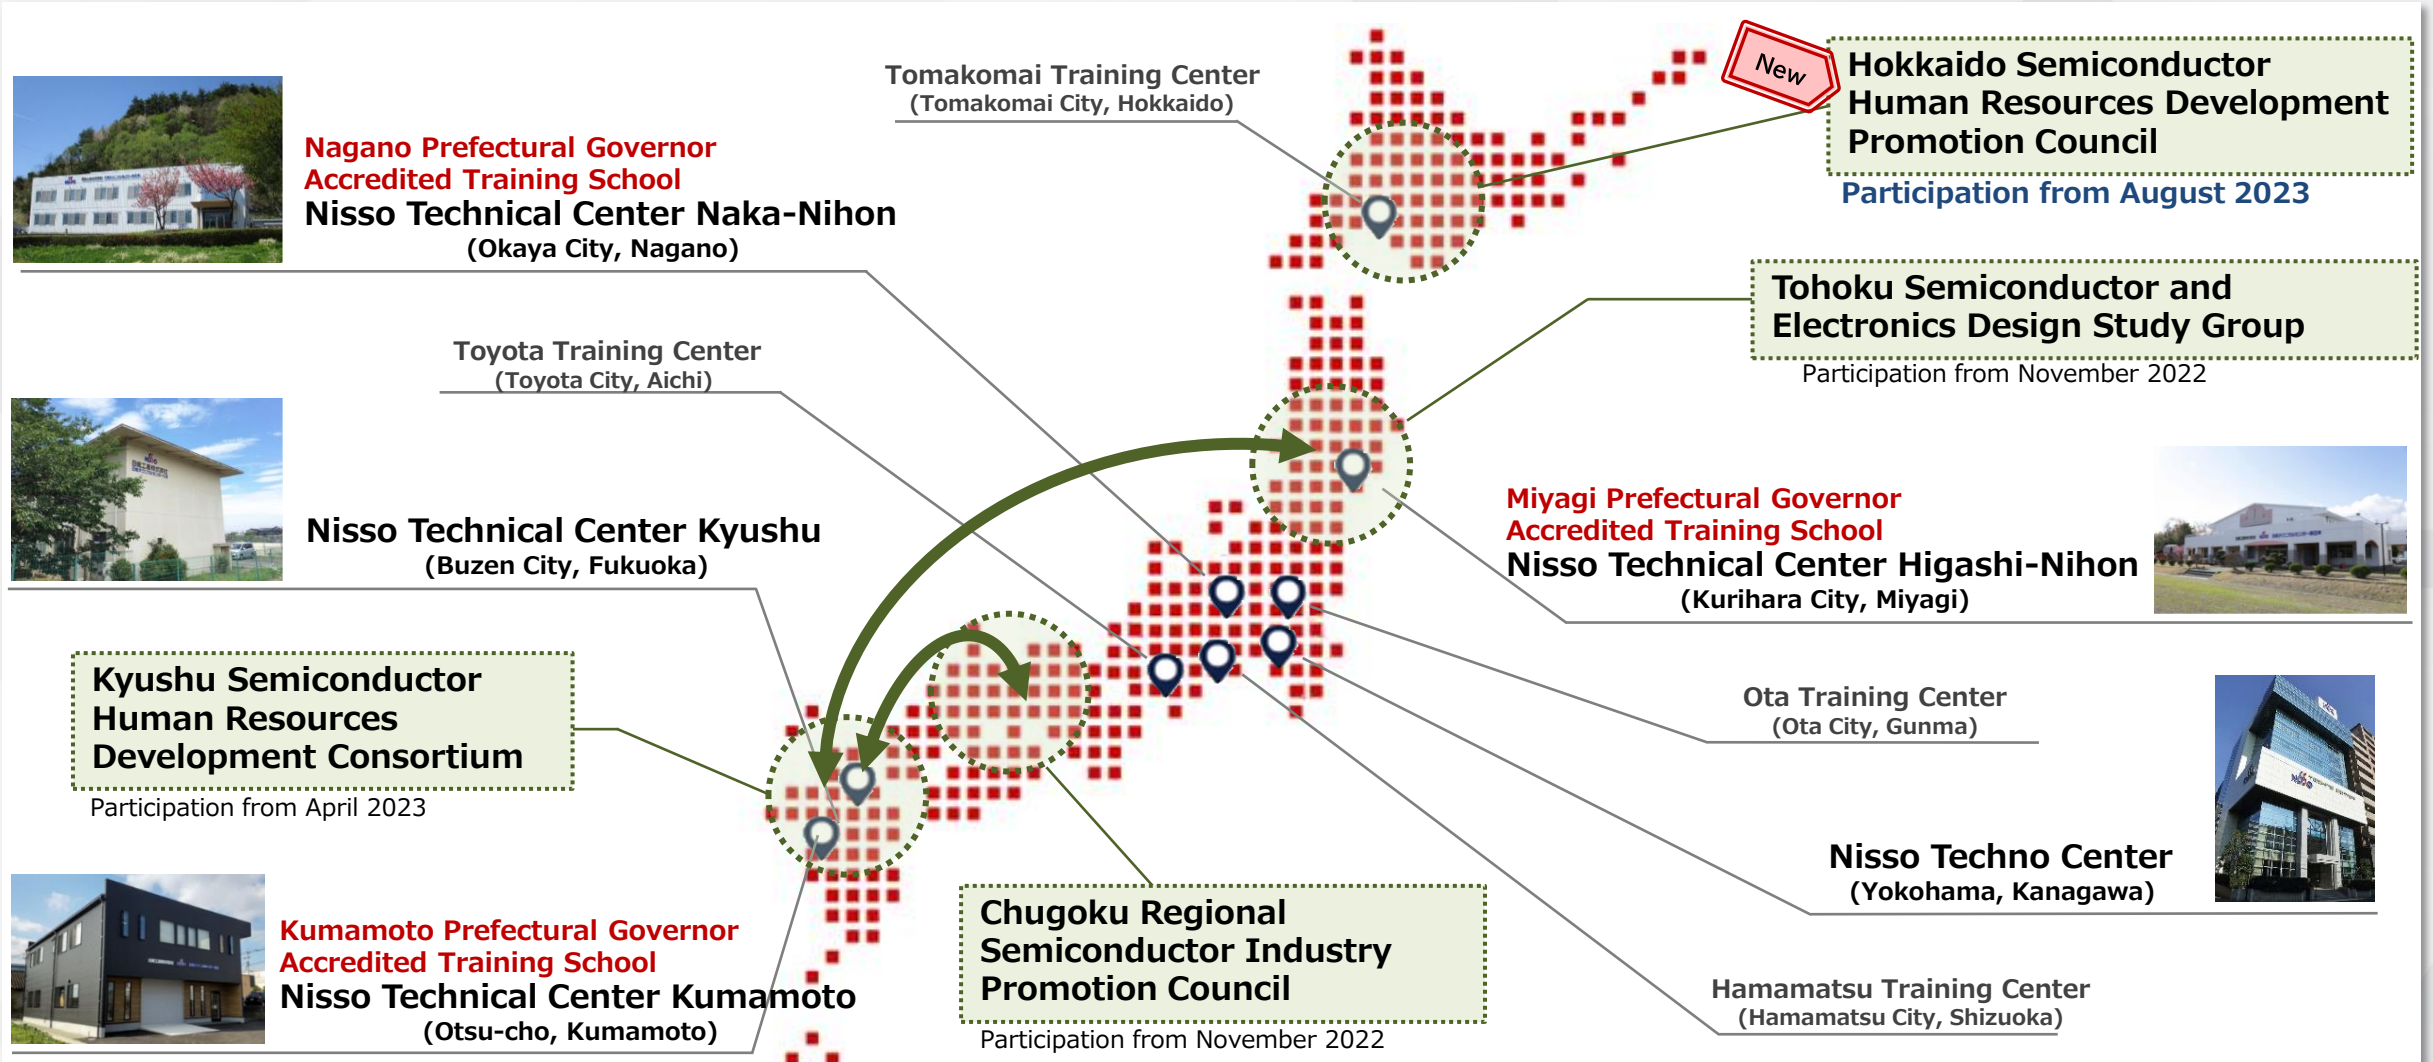 Tomakomai Training Center
(Tomakomai City, Hokkaido)
New
Hokkaido Semiconductor
Human Resources Development
Promotion Council
Participation from August 2023
Nagano Prefectural Governor
Accredited Training School
Nisso Technical Center Naka-Nihon
(Okaya City, Nagano)
Tohoku Semiconductor and
Electronics Design Study Group
Participation from November 2022
Toyota Training Center
(Toyota City, Aichi)
Nisso Technical Center Kyushu
(Buzen City, Fukuoka)
Miyagi Prefectural Governor
Accredited Training School
Nisso Technical Center Higashi-Nihon
(Kurihara City, Miyagi)
Kyushu Semiconductor
Human Resources
Development Consortium
Participation from April 2023
Ota Training Center
(Ota City, Gunma)
Nisso Techno Center
(Yokohama, Kanagawa)
Kumamoto Prefectural Governor
Accredited Training School
Nisso Technical Center Kumamoto
(Otsu-cho, Kumamoto)
Chugoku Regional
Semiconductor Industry
Promotion Council
Participation from November 2022
Hamamatsu Training Center
(Hamamatsu City, Shizuoka)